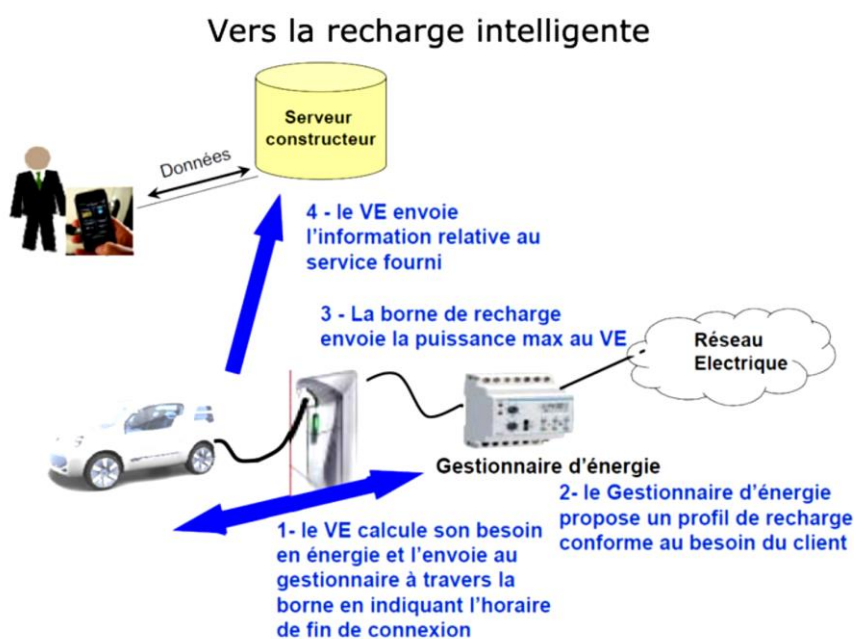 Vers la recharge intelligente
Serveur
constructeur
Données
4 - le VE envoie
l'information relative au
service fourni
3 - La borne de recharge
envoie la puissance max au VE
Réseau
Electrique
Gestionnaire d'énergie
2- le Gestionnaire d'énergie
propose un profil de recharge
conforme au besoin du client
1- le VE calcule son besoin
en énergie et l'envoie au
gestionnaire à travers la
borne en indiquant l'horaire
de fin de connexion